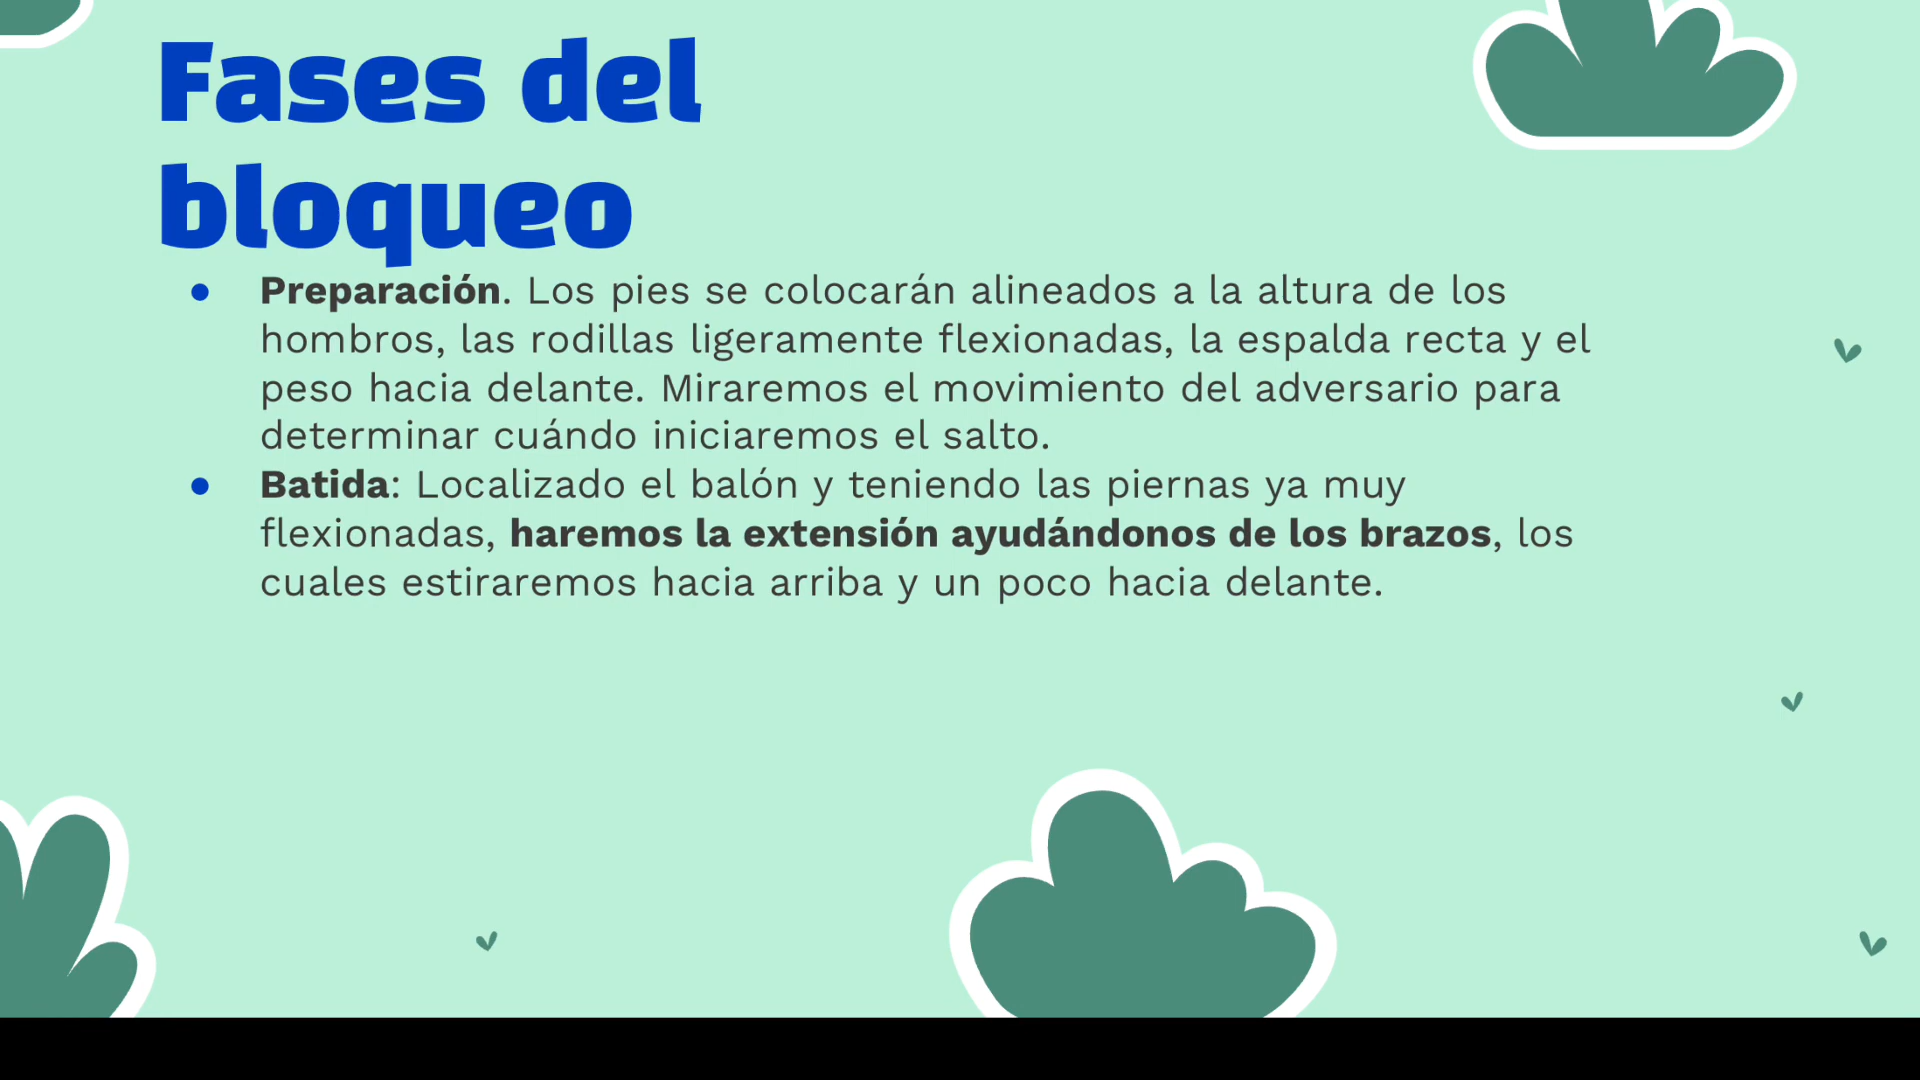 Fases del
bloqueo
● Preparación. Los pies se colocarán alineados a la altura de los
hombros, las rodillas ligeramente flexionadas, la espalda recta y el
peso hacia delante. Miraremos el movimiento del adversario para
determinar cuándo iniciaremos el salto.
● Batida: Localizado el balón y teniendo las piernas ya muy
flexionadas, haremos la extensión ayudándonos de los brazos, los
cuales estiraremos hacia arriba y un poco hacia delante.